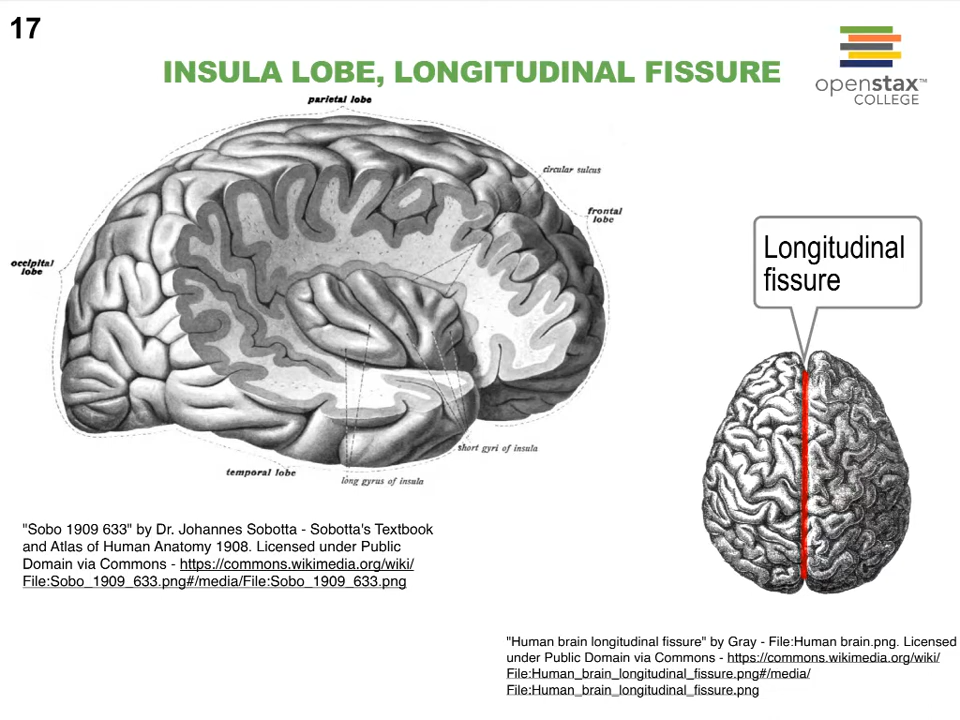 17
INSULA LOBE, LONGITUDINAL FISSURE
openstax™
COLLEGE
parietal lobe
circular sulcus
frontal
lobe
occipital
lobe
short gyri of insula
temporal lobe
long gyrus of insula
Longitudinal
fissure
"Sobo 1909 633" by Dr. Johannes Sobotta - Sobotta's Textbook
and Atlas of Human Anatomy 1908. Licensed under Public
Domain via Commons - https://commons.wikimedia.org/wiki/
File:Sobo_1909_633.png#/media/File:Sobo_1909_633.png
"Human brain longitudinal fissure" by Gray - File:Human brain.png. Licensed
under Public Domain via Commons - https://commons.wikimedia.org/wiki/
File:Human_brain_longitudinal_fissure.png#/media/
File:Human_brain_longitudinal_fissure.png